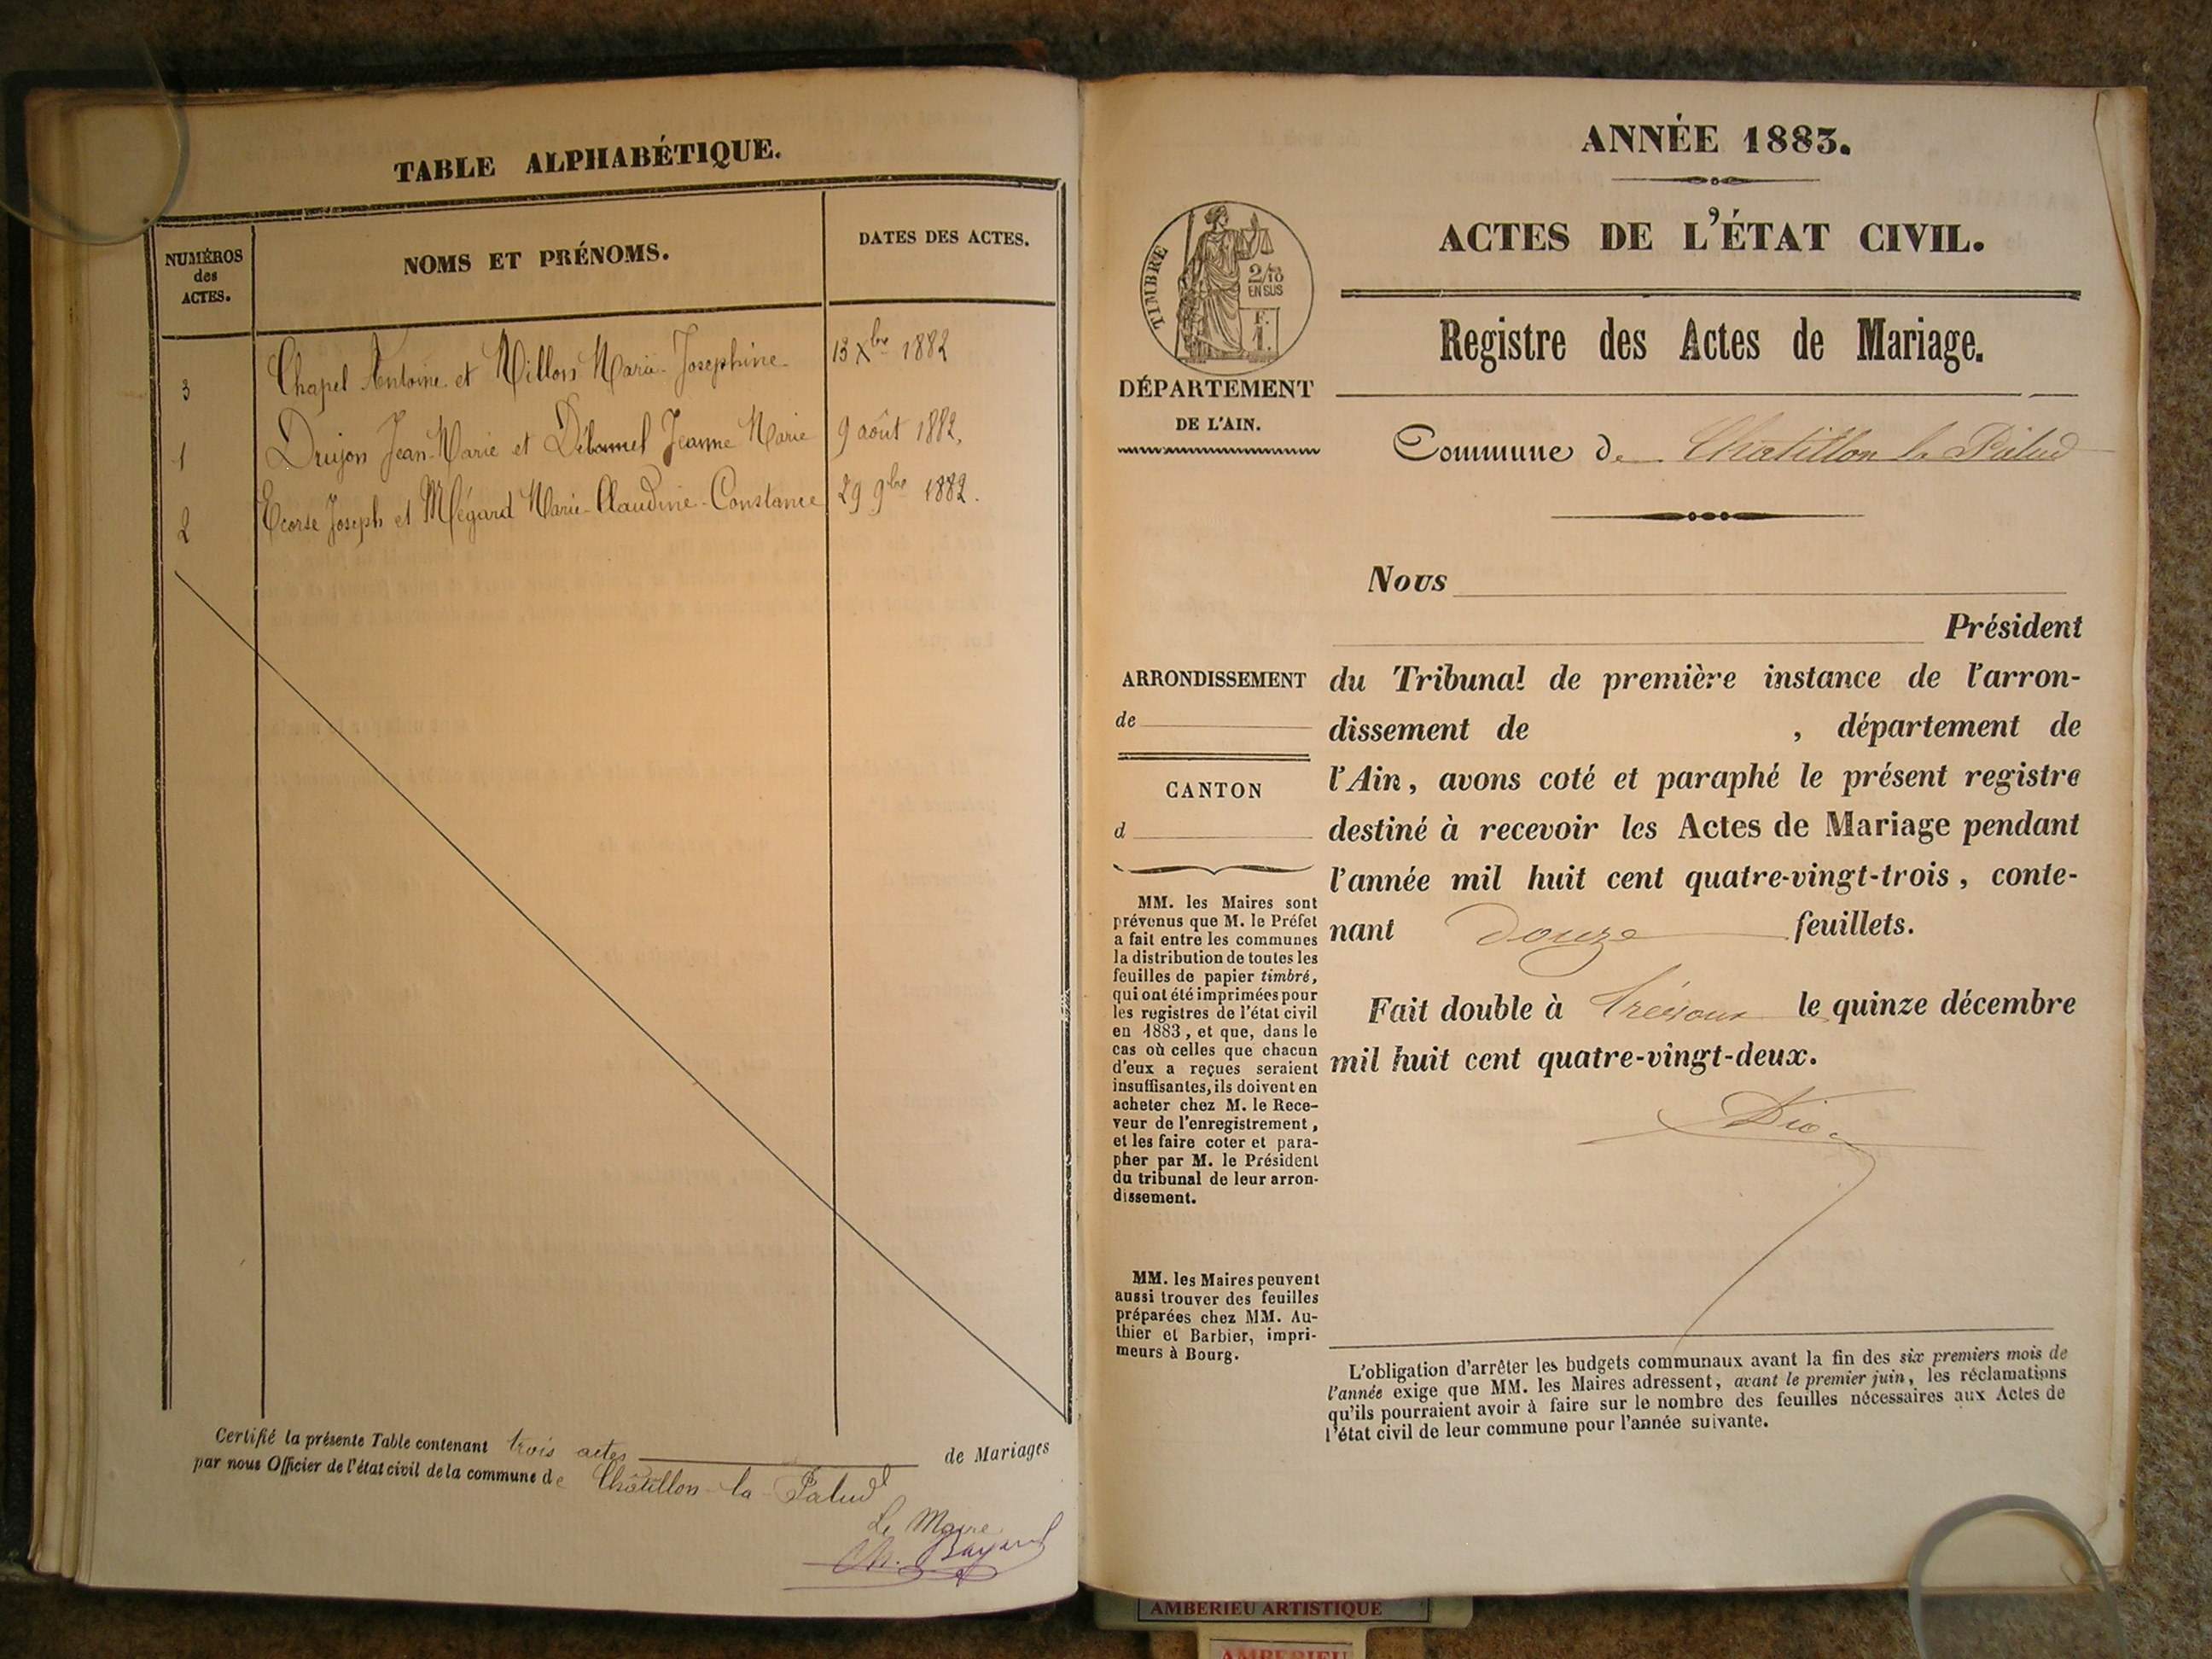 TABLE ALPHABÉTIQUE.
NUMÉROS
des
ACTES.
NOMS ET PRÉNOMS.
DATES DES ACTES.
3 Chapel Antoine et Millon Marie-Josephine 13 Xbre 1882
1 Drujon Jean-Marie et Débonnel Jeanne Marie 9 août 1882,
2 Ecorse Joseph et Mégard Marie-Claudine-Constance 29 9bre 1882.
Certifié la présente Table contenant trois actes de Mariages
par nous Officier de l'état civil de la commune de Châtillon-la-Palud
Le Maire
Ch. Bayard
ANNÉE 1883.
ACTES DE L'ÉTAT CIVIL.
TIMBRE
2/10
EN SUS
F.
1.
Registre des Actes de Mariage.
DÉPARTEMENT
DE L'AIN.
Commune de Chatillon la Palud
Nous
Président
du Tribunal de première instance de l'arron-
dissement de , département de
l'Ain, avons coté et paraphé le présent registre
destiné à recevoir les Actes de Mariage pendant
l'année mil huit cent quatre-vingt-trois, conte-
nant douze feuillets.
Fait double à Trévoux le quinze décembre
mil huit cent quatre-vingt-deux.
ARRONDISSEMENT
de
CANTON
d
MM. les Maires sont
prévenus que M. le Préfet
a fait entre les communes
la distribution de toutes les
feuilles de papier timbré,
qui ont été imprimées pour
les registres de l'état civil
en 1883, et que, dans le
cas où celles que chacun
d'eux a reçues seraient
insuffisantes, ils doivent en
acheter chez M. le Rece-
veur de l'enregistrement,
et les faire coter et para-
pher par M. le Président
du tribunal de leur arron-
dissement.
MM. les Maires peuvent
aussi trouver des feuilles
préparées chez MM. Au-
thier et Barbier, impri-
meurs à Bourg.
L'obligation d'arrêter les budgets communaux avant la fin des six premiers mois de
l'année exige que MM. les Maires adressent, avant le premier juin, les réclamations
qu'ils pourraient avoir à faire sur le nombre des feuilles nécessaires aux Actes de
l'état civil de leur commune pour l'année suivante.
AMBERIEU ARTISTIQUE
AMBERIEU